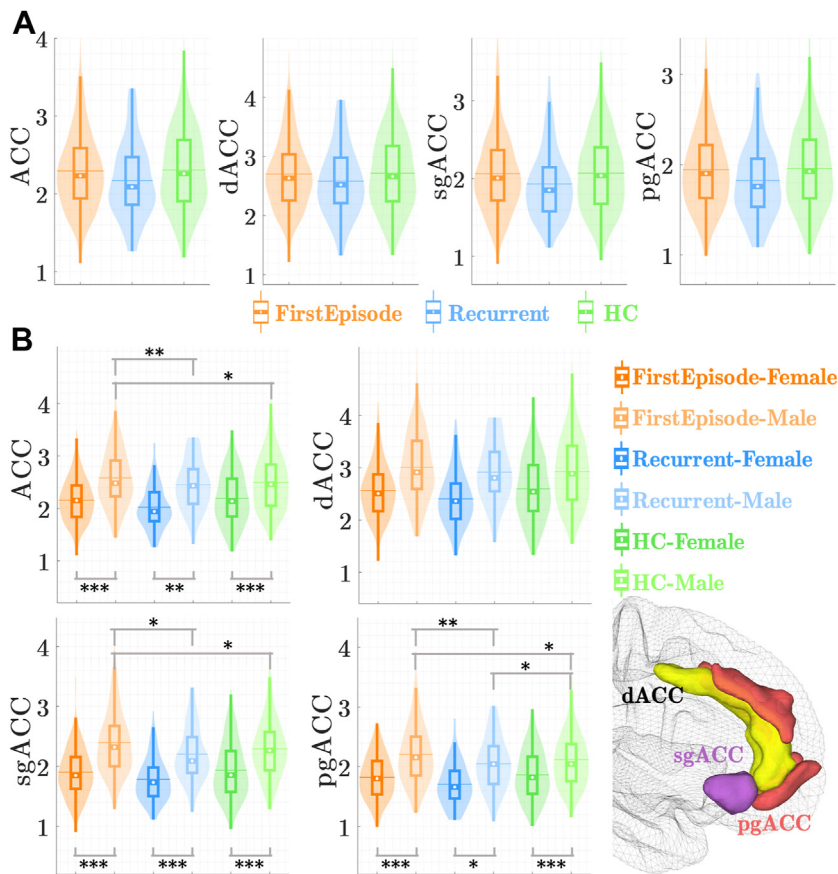 A
ACC
4
3
2
1
dACC
4
3
2
1
sgACC
3
2
1
pgACC
3
2
1
FirstEpisode
Recurrent
HC
B
ACC
4
3
2
1
**
*
***
**
***
dACC
4
3
2
1
FirstEpisode-Female
FirstEpisode-Male
Recurrent-Female
Recurrent-Male
HC-Female
HC-Male
sgACC
4
3
2
1
*
*
***
***
***
pgACC
4
3
2
1
**
*
*
***
*
***
dACC
sgACC
pgACC